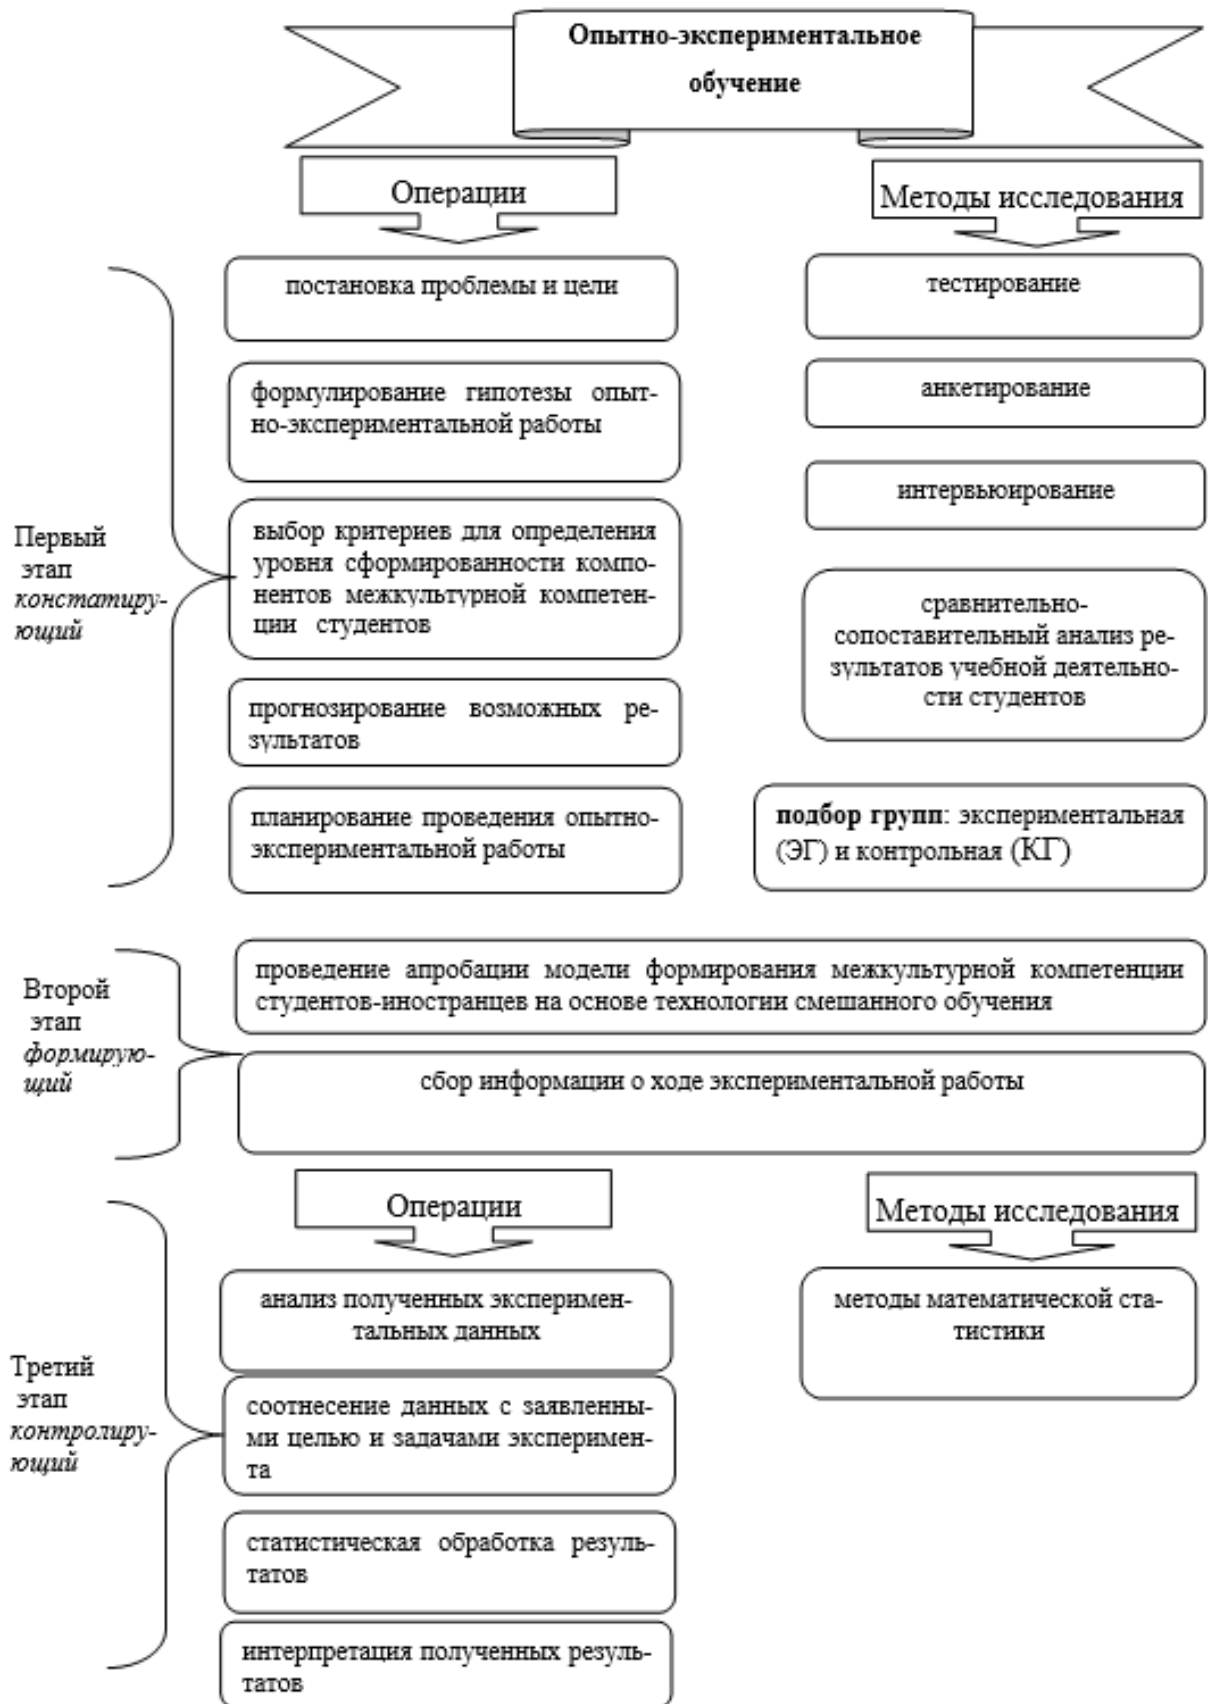 Опытно-экспериментальное
обучение
Операции
Методы исследования
Первый
этап
констатиру-
ющий
постановка проблемы и цели
формулирование гипотезы опыт-
но-экспериментальной работы
выбор критериев для определения
уровня сформированности компо-
нентов межкультурной компетен-
ции студентов
прогнозирование возможных ре-
зультатов
планирование проведения опытно-
экспериментальной работы
тестирование
анкетирование
интервьюирование
сравнительно-
сопоставительный анализ ре-
зультатов учебной деятельно-
сти студентов
подбор групп: экспериментальная
(ЭГ) и контрольная (КГ)
Второй
этап
формирую-
щий
проведение апробации модели формирования межкультурной компетенции
студентов-иностранцев на основе технологии смешанного обучения
сбор информации о ходе экспериментальной работы
Операции
Методы исследования
Третий
этап
контролиру-
ющий
анализ полученных эксперимен-
тальных данных
соотнесение данных с заявленны-
ми целью и задачами эксперимен-
та
статистическая обработка резуль-
татов
интерпретация полученных резуль-
татов
методы математической ста-
тистики